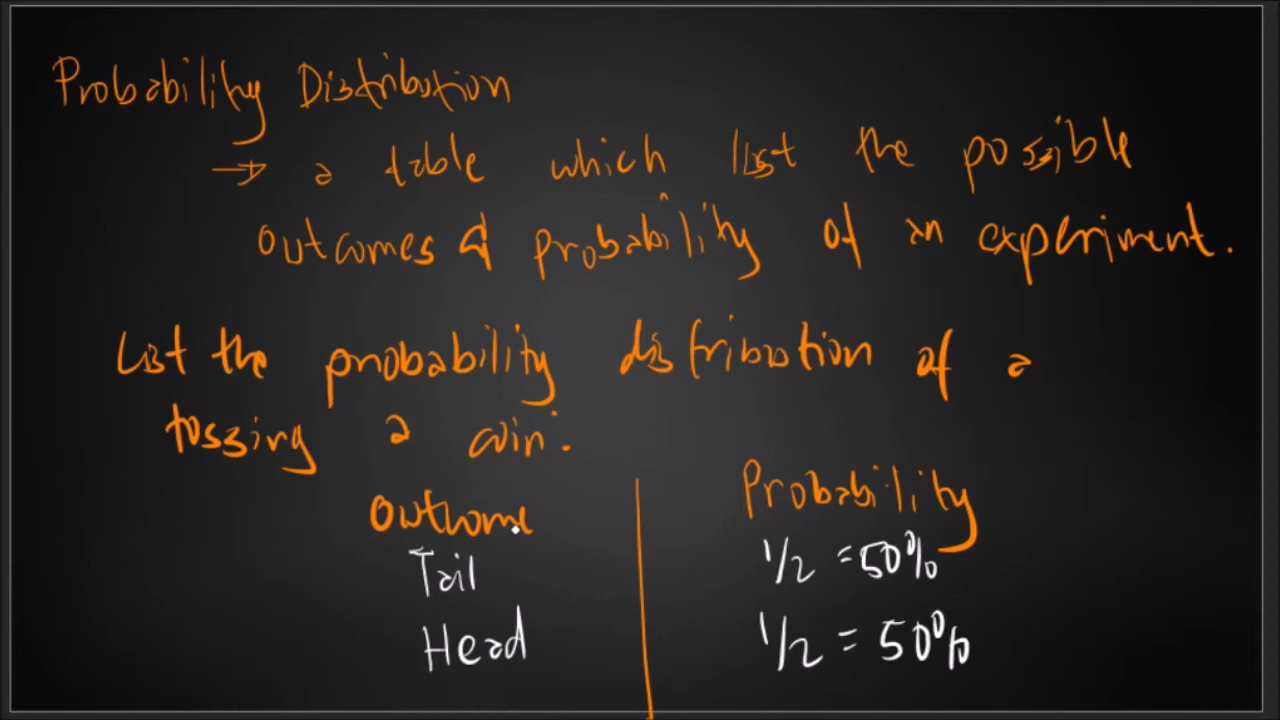 Probability Distribution
→ a table which list the possible
outcomes & probability of an experiment.
List the probability distribution of a
tossing a coin.
Outcome Probability
Tail 1/2 = 50%
Head 1/2 = 50%